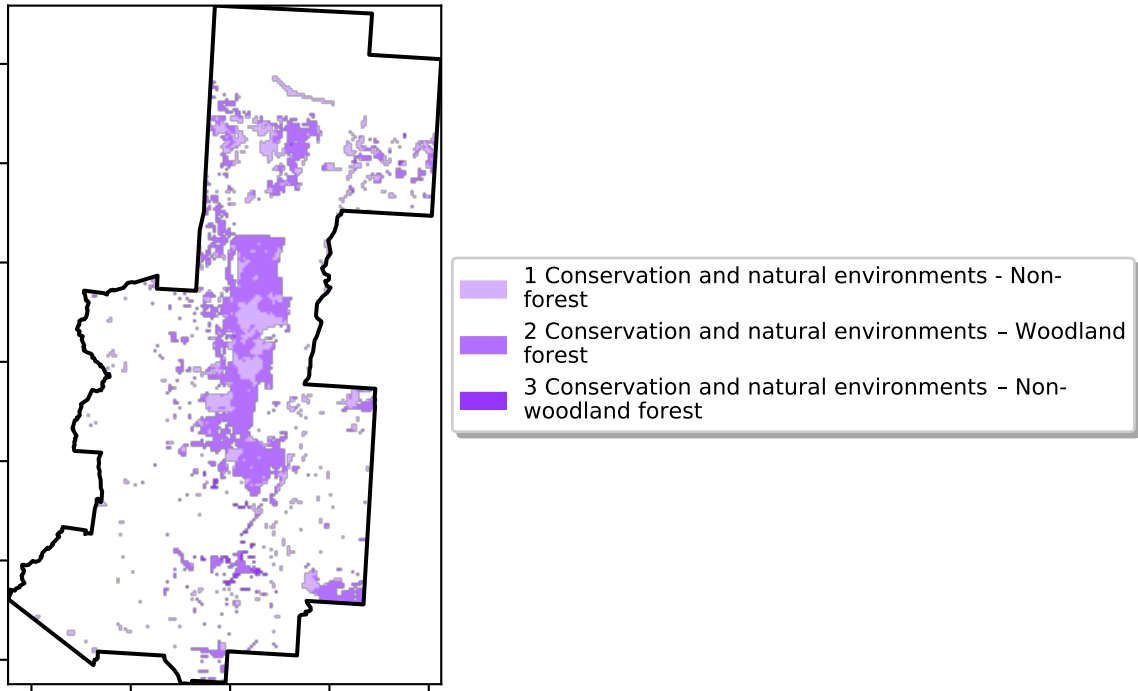 1 Conservation and natural environments - Non-
forest
2 Conservation and natural environments – Woodland
forest
3 Conservation and natural environments – Non-
woodland forest